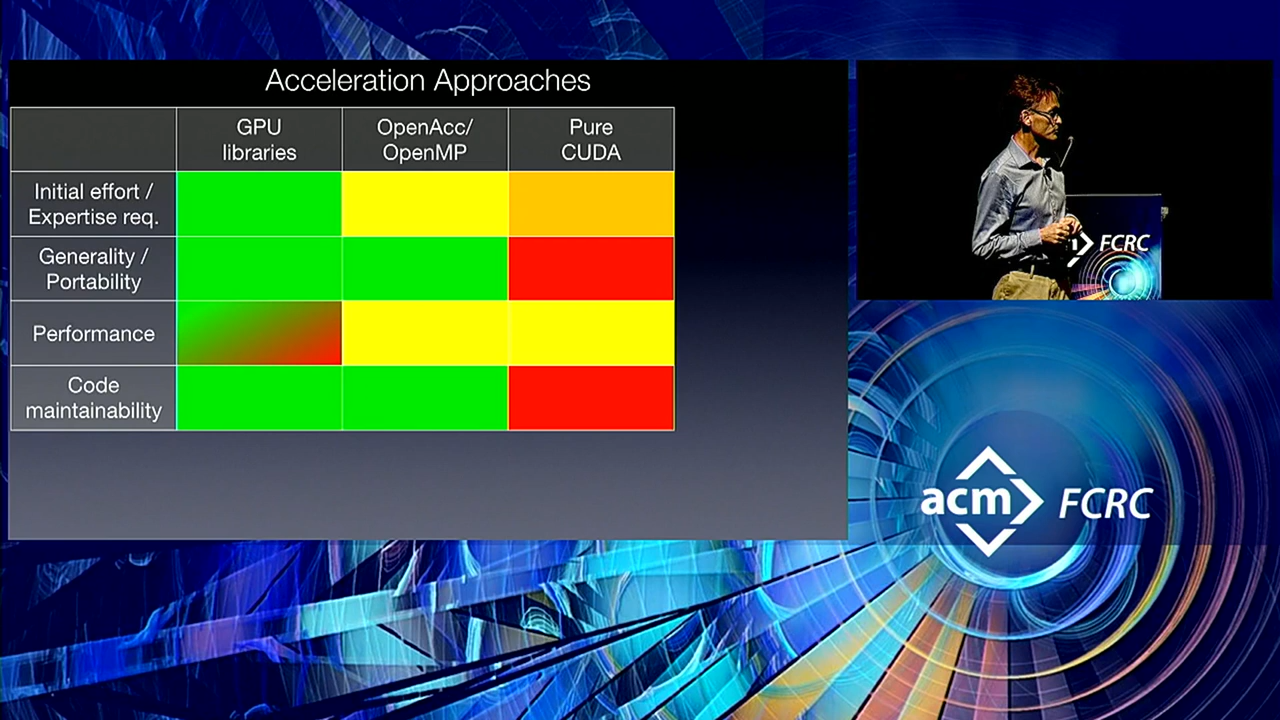 Acceleration Approaches
GPU
libraries
OpenAcc/
OpenMP
Pure
CUDA
Initial effort /
Expertise req.
Generality /
Portability
Performance
Code
maintainability
FCRC
acm FCRC